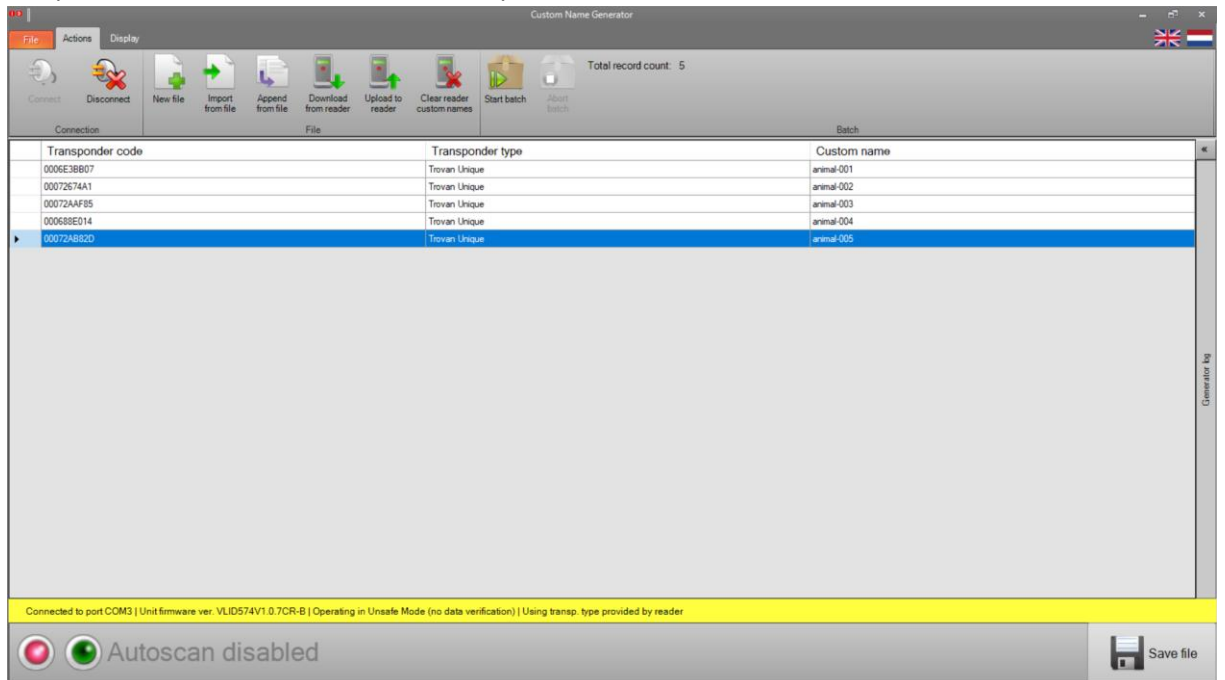 Custom Name Generator
File Actions Display
Connect Disconnect New file Import from file Append from file Download from reader Upload to reader Clear reader custom names Start batch Abort batch Total record count: 5
Connection File Batch
Transponder code Transponder type Custom name
0006E3BB07 Trovan Unique animal-001
00072674A1 Trovan Unique animal-002
00072AAF85 Trovan Unique animal-003
000688E014 Trovan Unique animal-004
00072AB82D Trovan Unique animal-005
Generator log
Connected to port COM3 | Unit firmware ver. VLID574V1.0.7CR-B | Operating in Unsafe Mode (no data verification) | Using transp. type provided by reader
Autoscan disabled Save file